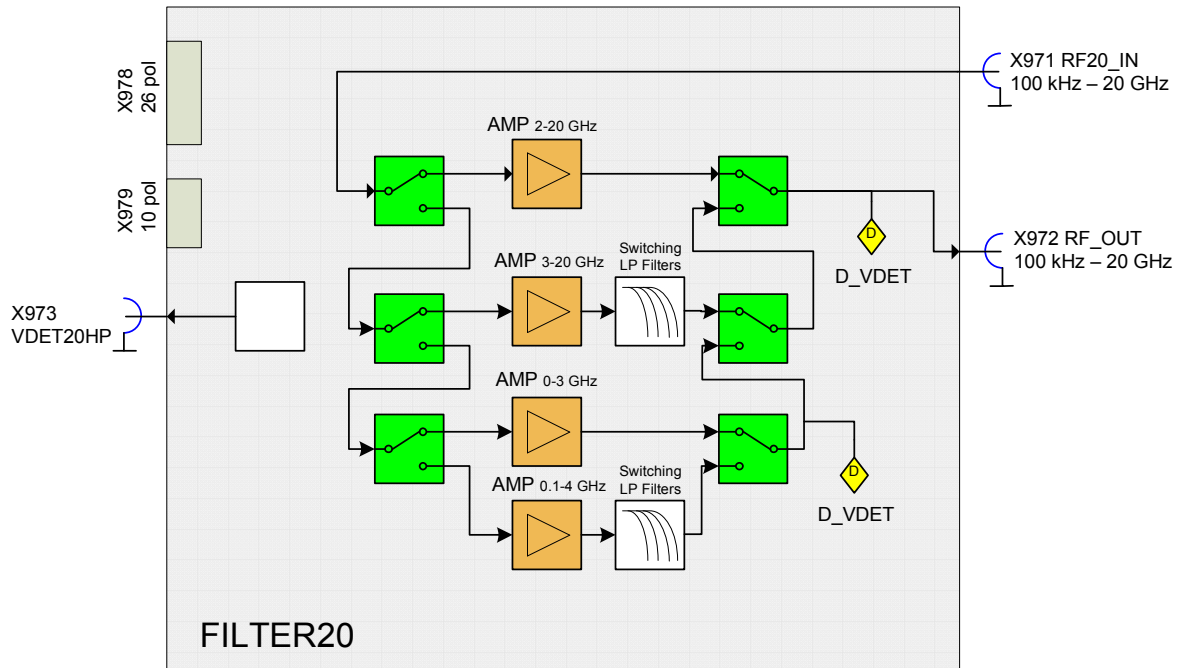 X978
26 pol
X971 RF20_IN
100 kHz – 20 GHz
AMP 2-20 GHz
X979
10 pol
D
D_VDET
X972 RF_OUT
100 kHz – 20 GHz
AMP 3-20 GHz
Switching
LP Filters
X973
VDET20HP
AMP 0-3 GHz
AMP 0.1-4 GHz
Switching
LP Filters
D
D_VDET
FILTER20